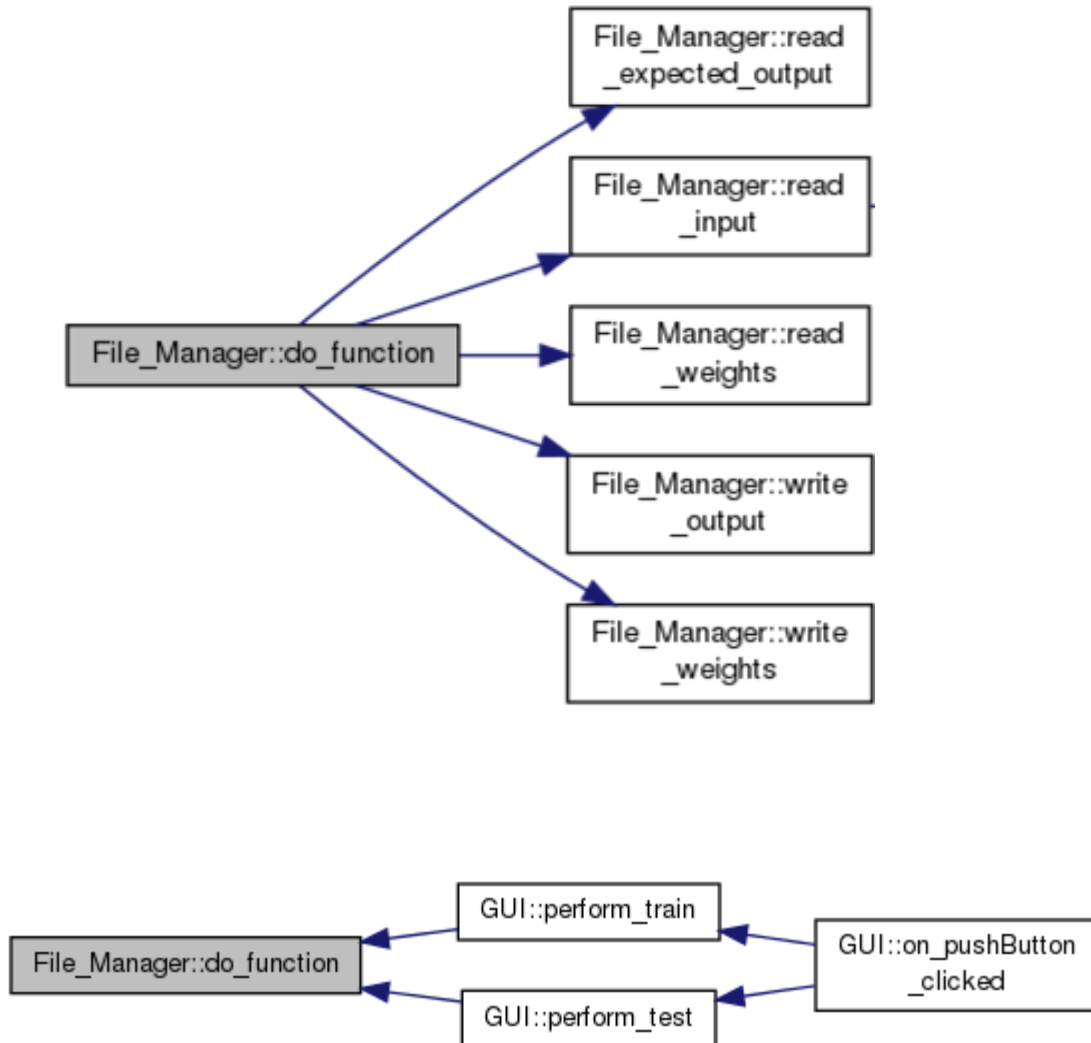 File_Manager::read
_expected_output
File_Manager::read
_input
File_Manager::do_function
File_Manager::read
_weights
File_Manager::write
_output
File_Manager::write
_weights
GUI::perform_train
File_Manager::do_function
GUI::on_pushButton
_clicked
GUI::perform_test